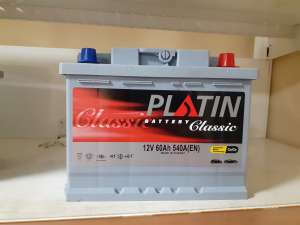 PLATIN
BATTERY
Classic
Classic
12V 60Ah 540A(EN)